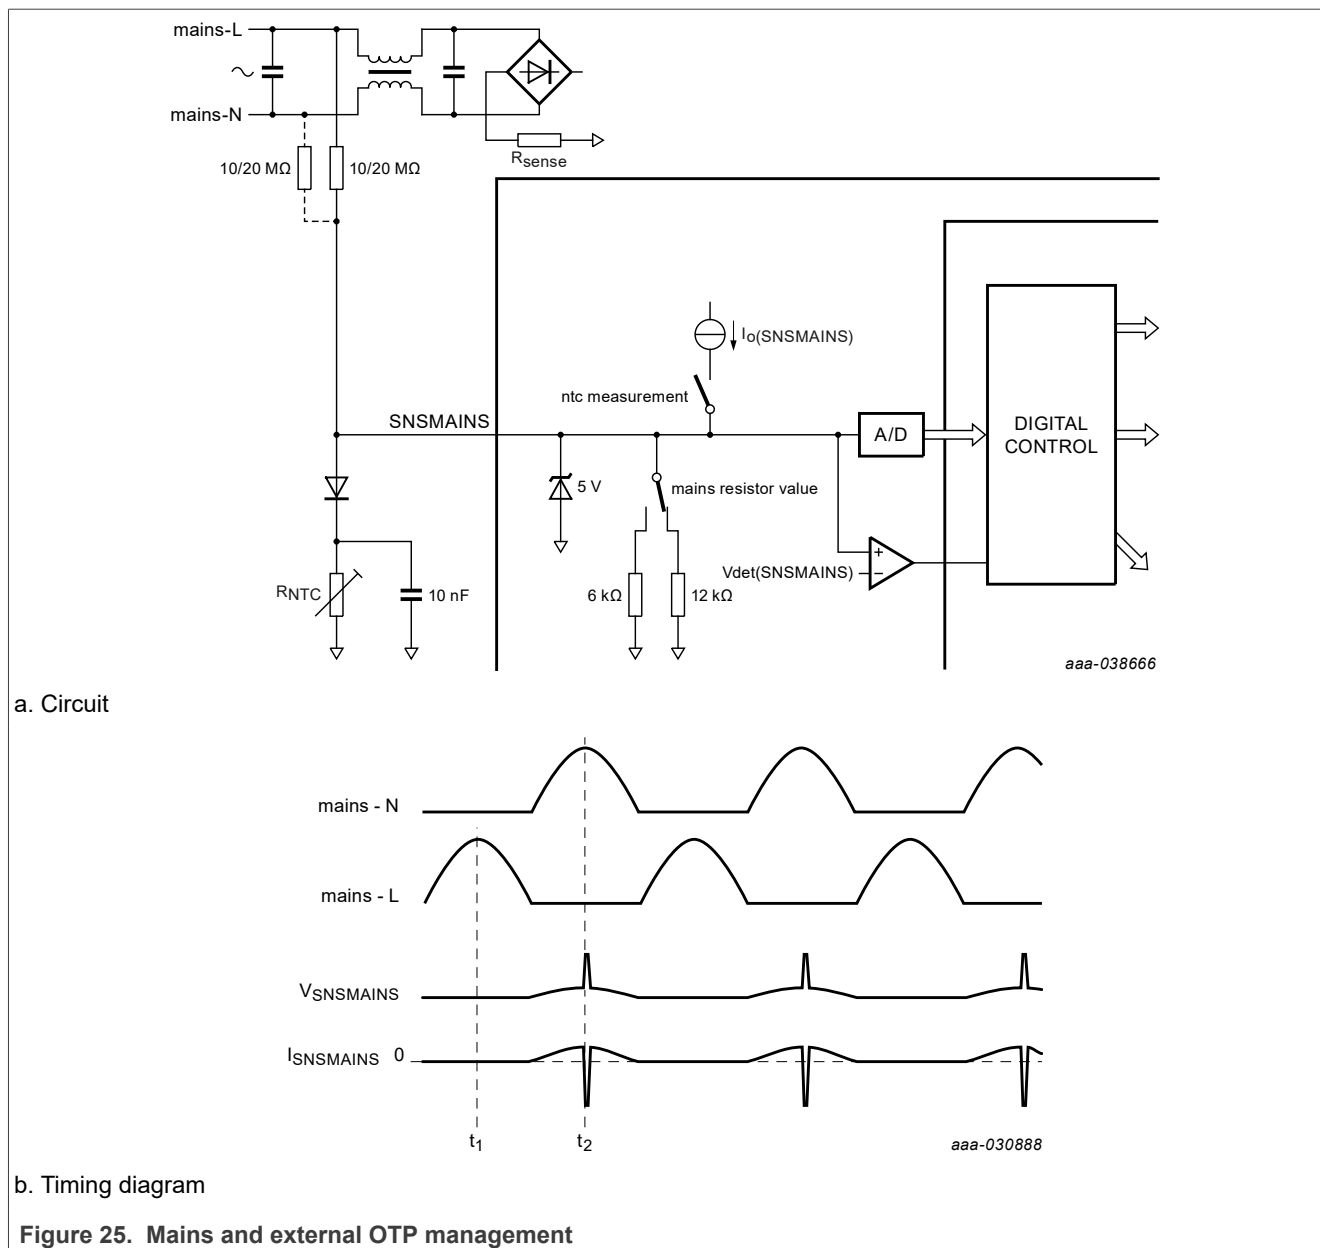 mains-L
mains-N
10/20 MΩ
10/20 MΩ
Rsense
Io(SNSMAINS)
ntc measurement
SNSMAINS
A/D
DIGITAL
CONTROL
5 V
mains resistor value
Vdet(SNSMAINS)
+
−
RNTC
10 nF
6 kΩ
12 kΩ
aaa-038666
a. Circuit
mains - N
mains - L
VSNSMAINS
ISNSMAINS 0
t1
t2
aaa-030888
b. Timing diagram
Figure 25. Mains and external OTP management